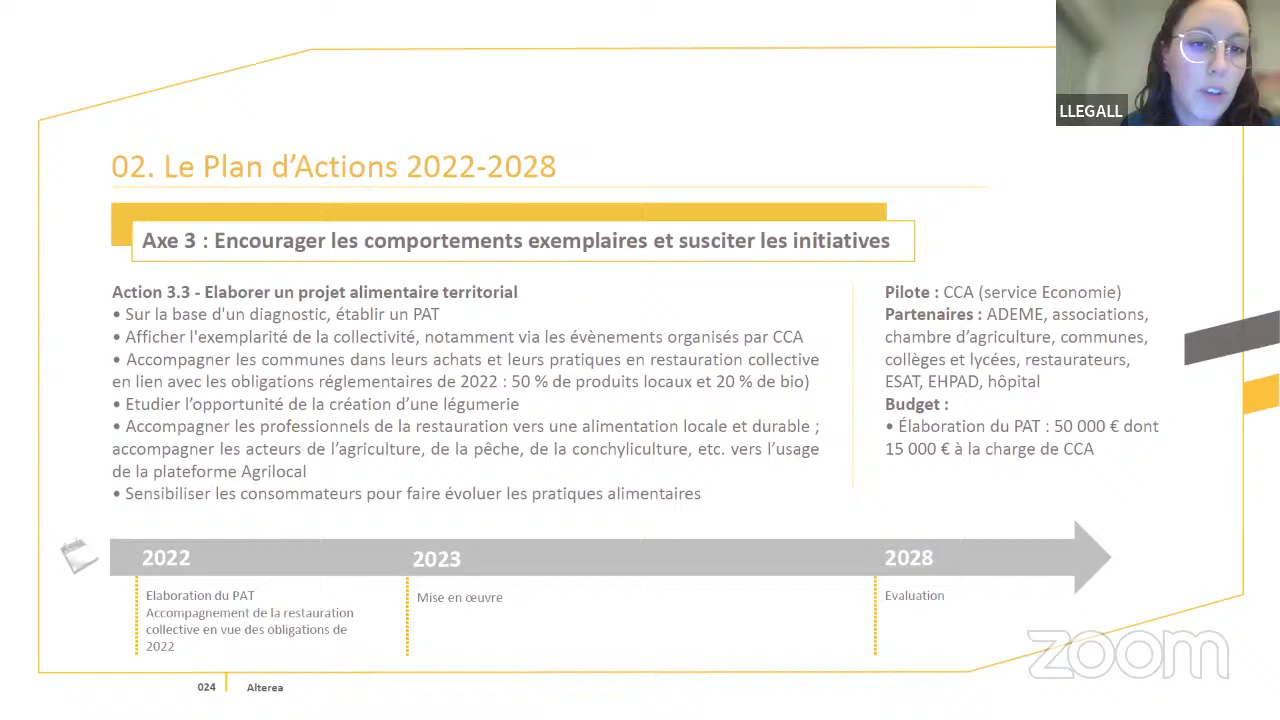 LLEGALL
02. Le Plan d’Actions 2022-2028
Axe 3 : Encourager les comportements exemplaires et susciter les initiatives
Action 3.3 - Elaborer un projet alimentaire territorial
• Sur la base d'un diagnostic, établir un PAT
• Afficher l'exemplarité de la collectivité, notamment via les évènements organisés par CCA
• Accompagner les communes dans leurs achats et leurs pratiques en restauration collective
en lien avec les obligations réglementaires de 2022 : 50 % de produits locaux et 20 % de bio)
• Etudier l’opportunité de la création d’une légumerie
• Accompagner les professionnels de la restauration vers une alimentation locale et durable ;
accompagner les acteurs de l’agriculture, de la pêche, de la conchyliculture, etc. vers l’usage
de la plateforme Agrilocal
• Sensibiliser les consommateurs pour faire évoluer les pratiques alimentaires
Pilote : CCA (service Economie)
Partenaires : ADEME, associations,
chambre d’agriculture, communes,
collèges et lycées, restaurateurs,
ESAT, EHPAD, hôpital
Budget :
• Élaboration du PAT : 50 000 € dont
15 000 € à la charge de CCA
2022
2023
2028
Elaboration du PAT
Accompagnement de la restauration
collective en vue des obligations de
2022
Mise en œuvre
Evaluation
zoom
024
Alterea